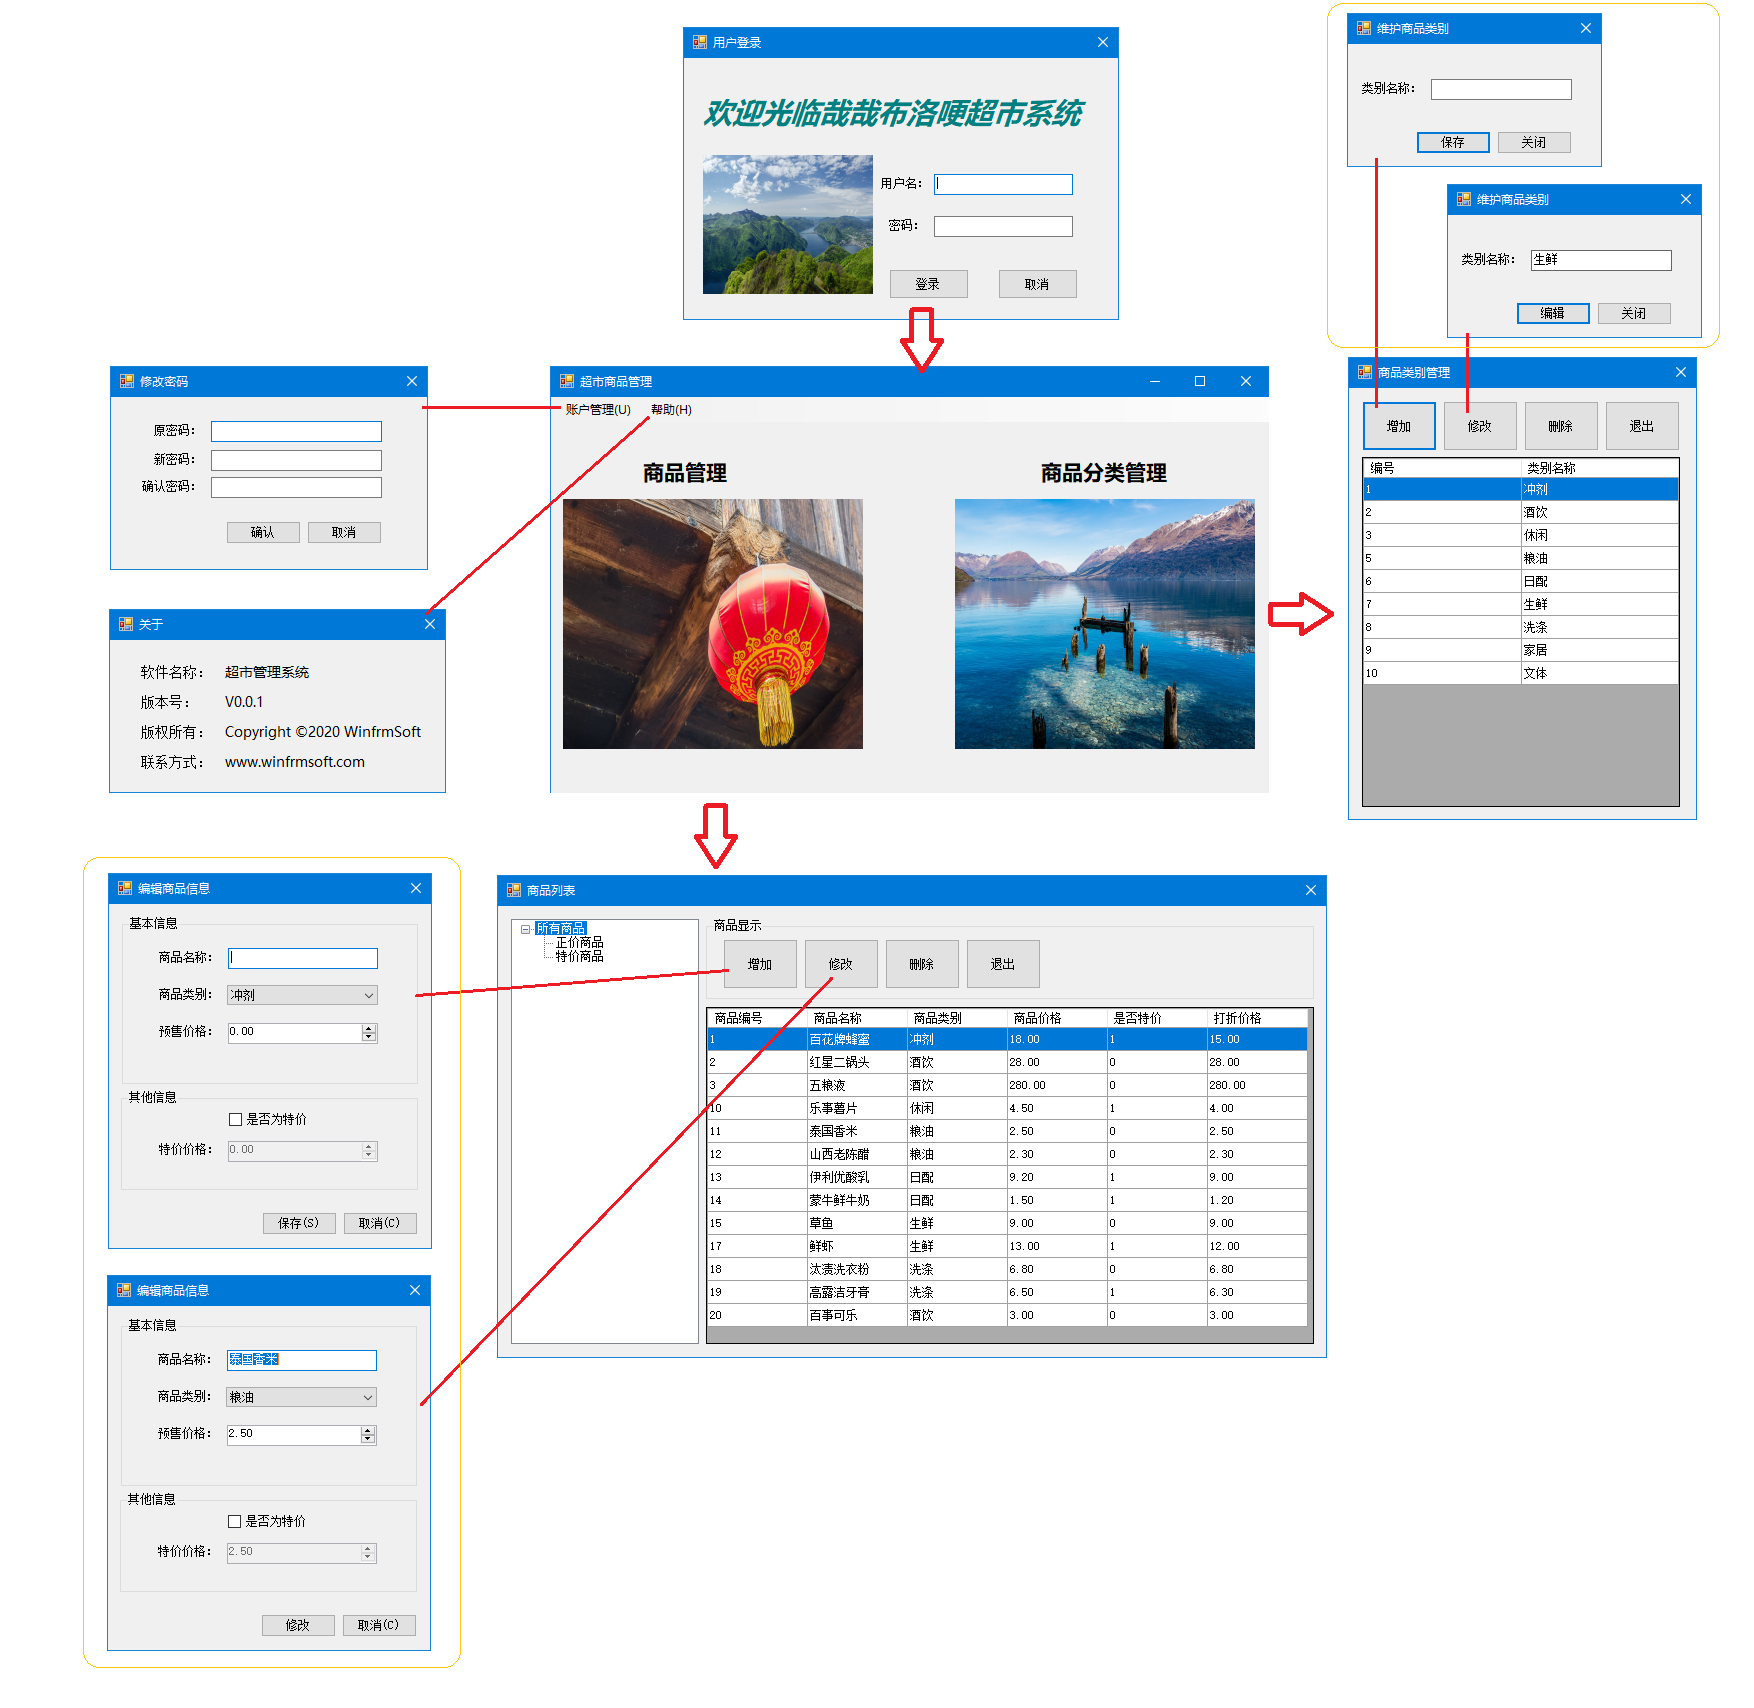 用户登录
欢迎光临哉哉布洛哽超市系统
用户名：
密码：
登录 取消
维护商品类别
类别名称：
保存 关闭
维护商品类别
类别名称： 生鲜
编辑 关闭
修改密码
原密码：
新密码：
确认密码：
确认 取消
超市商品管理
账户管理(U) 帮助(H)
商品管理 商品分类管理
商品类别管理
增加 修改 删除 退出
编号 类别名称
1 冲剂
2 酒饮
3 休闲
5 粮油
6 日配
7 生鲜
8 洗涤
9 家居
10 文体
关于
软件名称： 超市管理系统
版本号： V0.0.1
版权所有： Copyright ©2020 WinfrmSoft
联系方式： www.winfrmsoft.com
编辑商品信息
基本信息
商品名称：
商品类别： 冲剂
预售价格： 0.00
其他信息
是否为特价
特价价格： 0.00
保存(S) 取消(C)
商品列表
所有商品
正价商品
特价商品
商品显示
增加 修改 删除 退出
商品编号 商品名称 商品类别 商品价格 是否特价 打折价格
1 百花牌蜂蜜 冲剂 18.00 1 15.00
2 红星二锅头 酒饮 28.00 0 28.00
3 五粮液 酒饮 280.00 0 280.00
10 乐事薯片 休闲 4.50 1 4.00
11 泰国香米 粮油 2.50 0 2.50
12 山西老陈醋 粮油 2.30 0 2.30
13 伊利优酸乳 日配 9.20 1 9.00
14 蒙牛鲜牛奶 日配 1.50 1 1.20
15 草鱼 生鲜 9.00 0 9.00
17 鲜虾 生鲜 13.00 1 12.00
18 汰渍洗衣粉 洗涤 6.80 0 6.80
19 高露洁牙膏 洗涤 6.50 1 6.30
20 百事可乐 酒饮 3.00 0 3.00
编辑商品信息
基本信息
商品名称： 泰国香米
商品类别： 粮油
预售价格： 2.50
其他信息
是否为特价
特价价格： 2.50
修改 取消(C)